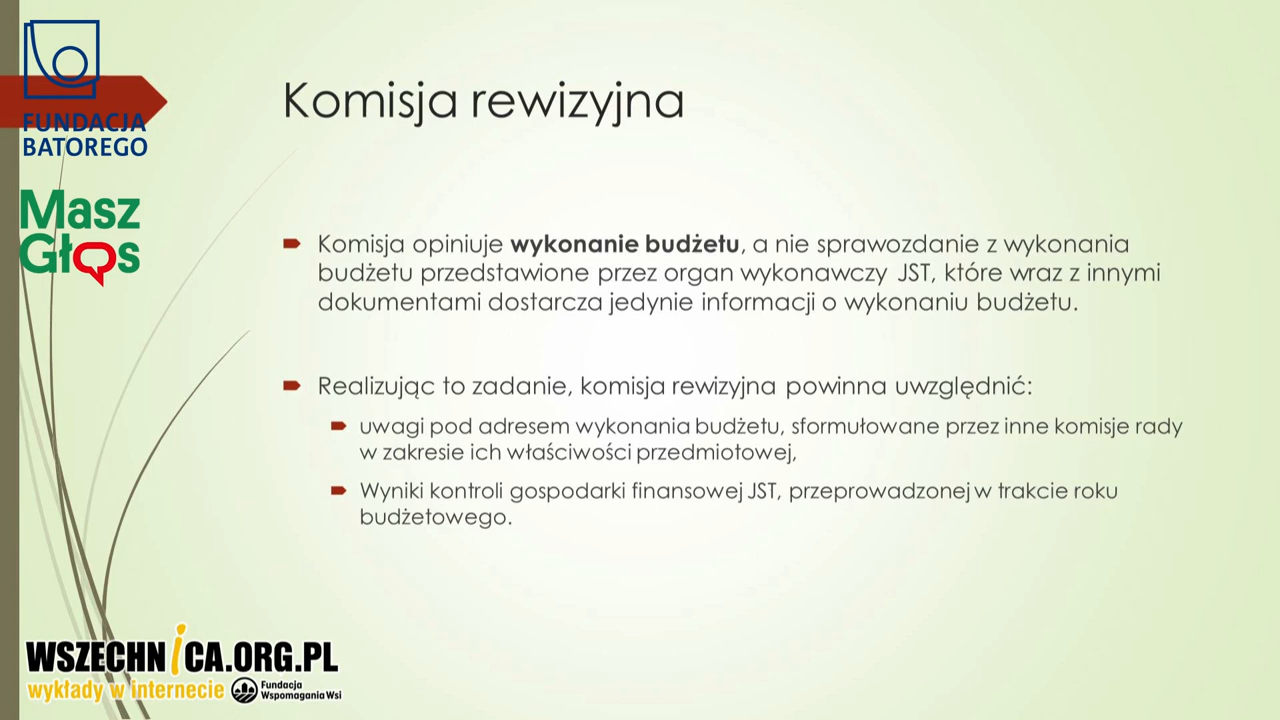 FUNDACJA
BATOREGO
Masz
Głos
Komisja rewizyjna
Komisja opiniuje wykonanie budżetu, a nie sprawozdanie z wykonania
budżetu przedstawione przez organ wykonawczy JST, które wraz z innymi
dokumentami dostarcza jedynie informacji o wykonaniu budżetu.
Realizując to zadanie, komisja rewizyjna powinna uwzględnić:
uwagi pod adresem wykonania budżetu, sformułowane przez inne komisje rady
w zakresie ich właściwości przedmiotowej,
Wyniki kontroli gospodarki finansowej JST, przeprowadzonej w trakcie roku
budżetowego.
WSZECHNiCA.ORG.PL
wykłady w internecie
Fundacja
Wspomagania Wsi